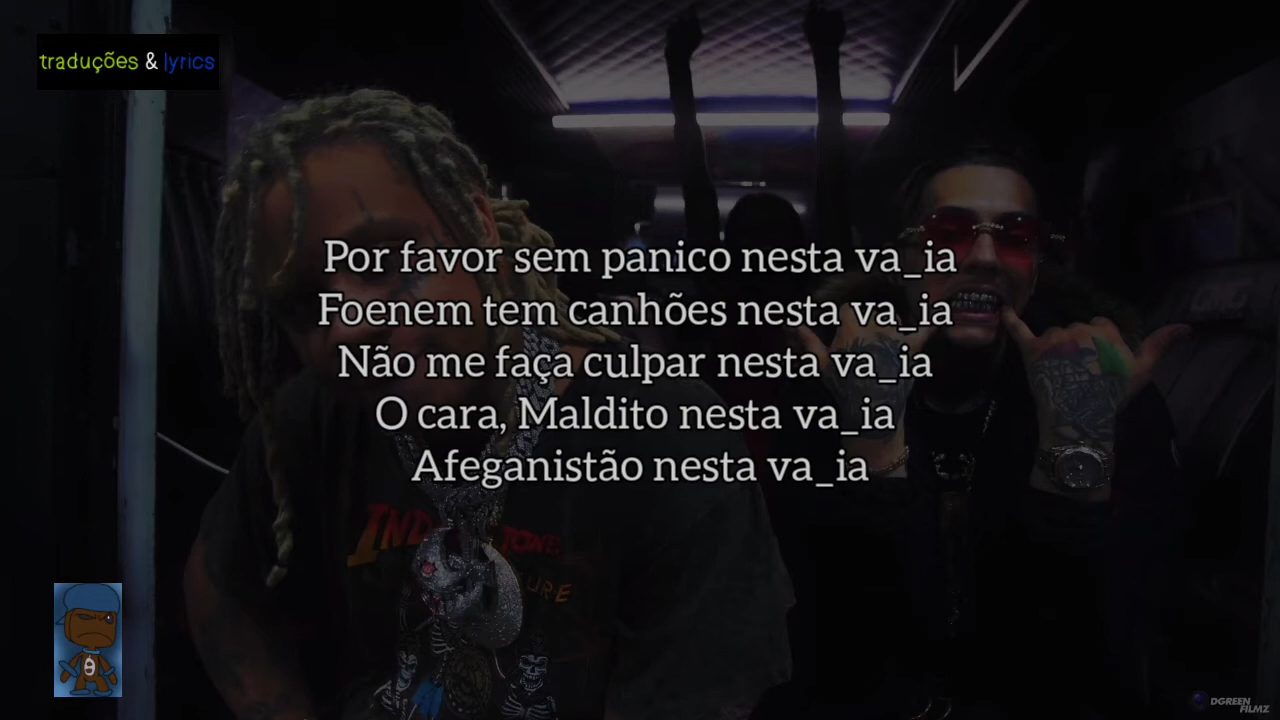 traduções & lyrics
Por favor sem panico nesta va_ia
Foenem tem canhões nesta va_ia
Não me faça culpar nesta va_ia
O cara, Maldito nesta va_ia
Afeganistão nesta va_ia
DGREEN
FILMZ